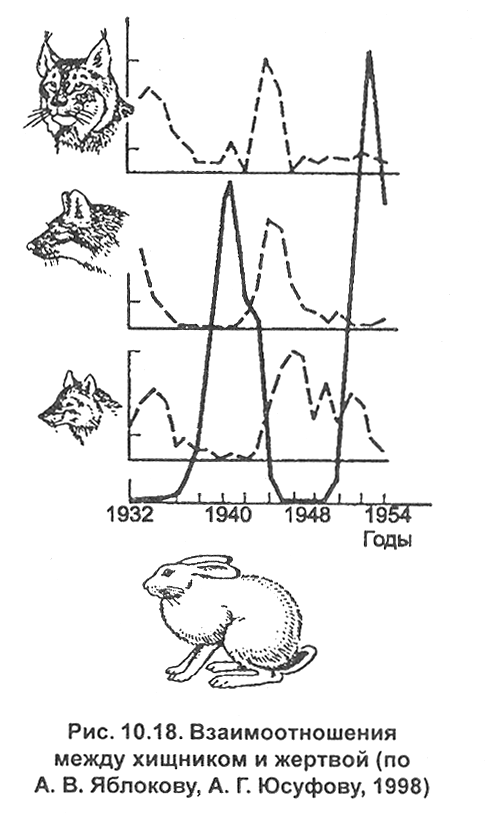 1932 1940 1948 1954
Годы
Рис. 10.18. Взаимоотношения
между хищником и жертвой (по
А. В. Яблокову, А. Г. Юсуфову, 1998)